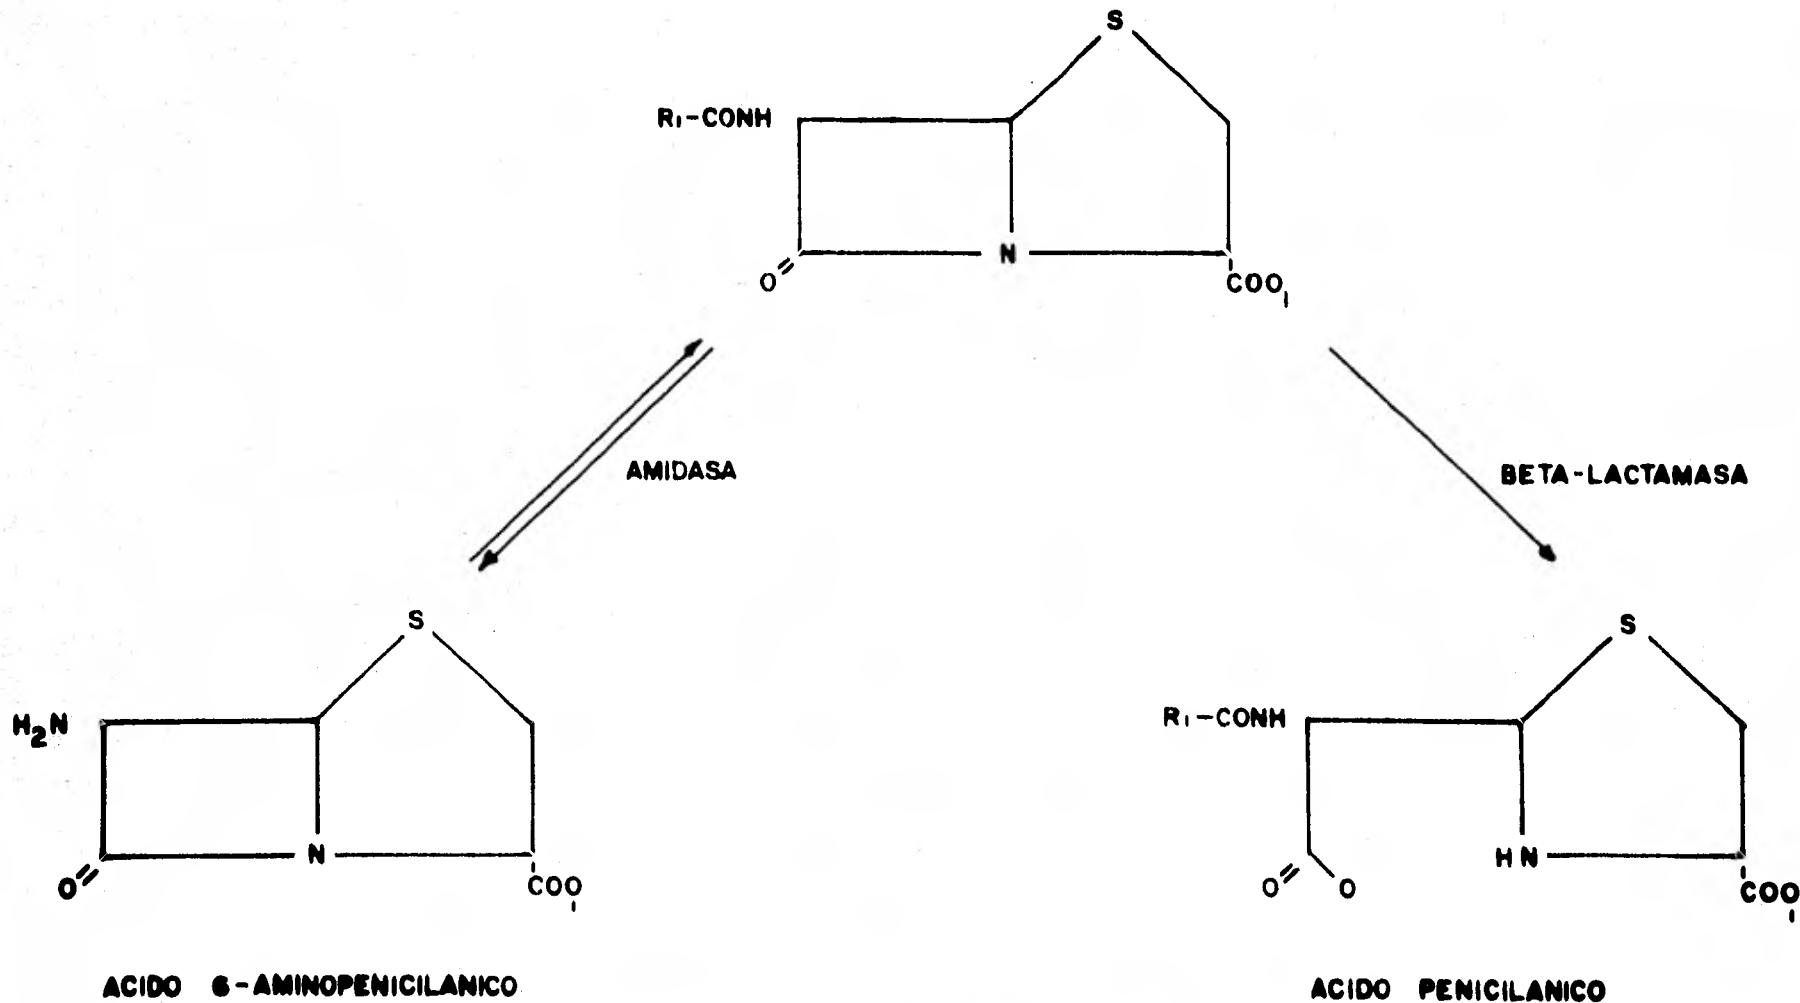 S
R₁-CONH
N
O
COO
AMIDASA
BETA-LACTAMASA
S
H₂N
N
O
COO
S
R₁-CONH
HN
O O
COO
ACIDO 6-AMINOPENICILANICO
ACIDO PENICILANICO